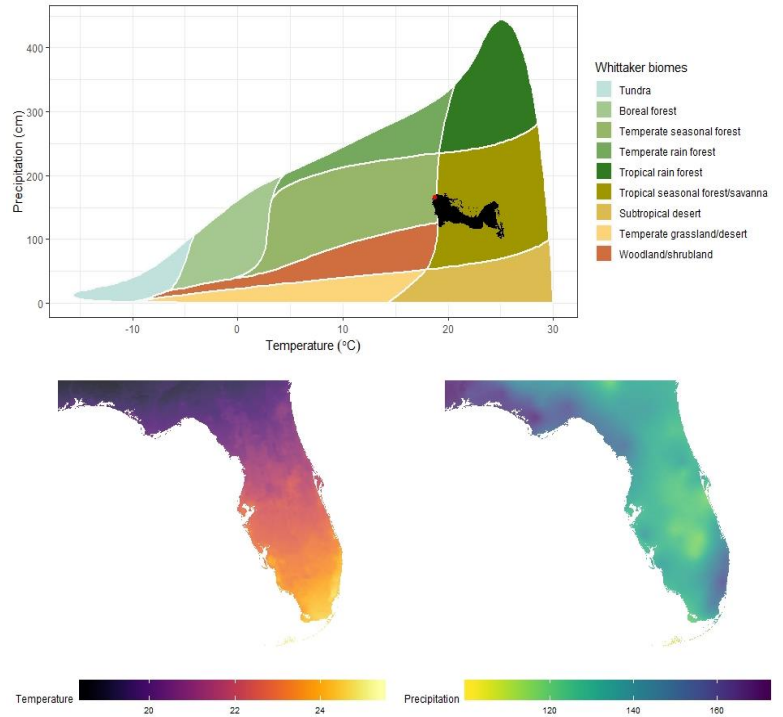 Precipitation (cm)
400
300
200
100
0
-10
0
10
20
30
Temperature (°C)
Whittaker biomes
Tundra
Boreal forest
Temperate seasonal forest
Temperate rain forest
Tropical rain forest
Tropical seasonal forest/savanna
Subtropical desert
Temperate grassland/desert
Woodland/shrubland
Temperature
20
22
24
Precipitation
120
140
160